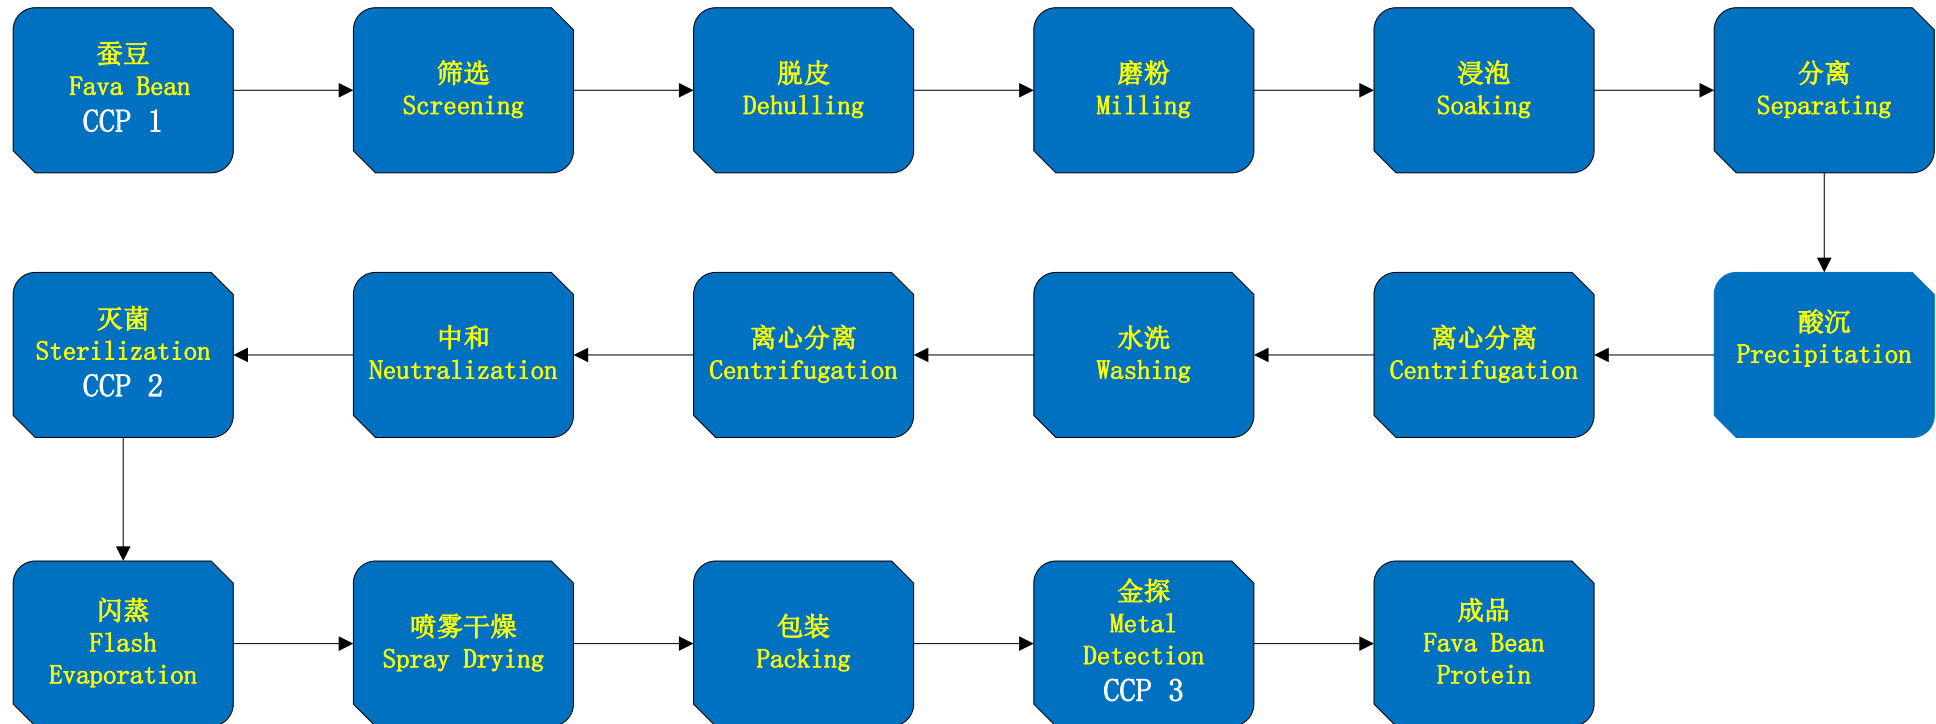 蚕豆
Fava Bean
CCP 1
筛选
Screening
脱皮
Dehulling
磨粉
Milling
浸泡
Soaking
分离
Separating
酸沉
Precipitation
离心分离
Centrifugation
水洗
Washing
离心分离
Centrifugation
中和
Neutralization
灭菌
Sterilization
CCP 2
闪蒸
Flash
Evaporation
喷雾干燥
Spray Drying
包装
Packing
金探
Metal
Detection
CCP 3
成品
Fava Bean
Protein